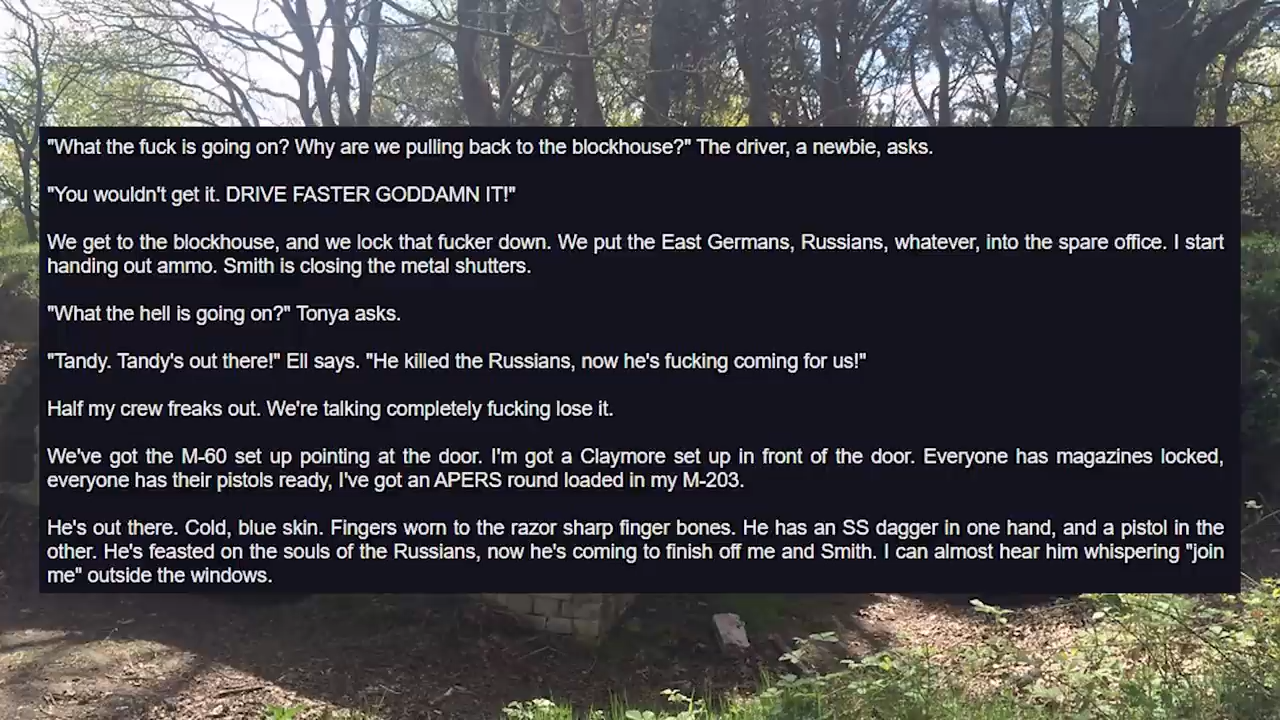 "What the fuck is going on? Why are we pulling back to the blockhouse?" The driver, a newbie, asks.
"You wouldn't get it. DRIVE FASTER GODDAMN IT!"
We get to the blockhouse, and we lock that fucker down. We put the East Germans, Russians, whatever, into the spare office. I start
handing out ammo. Smith is closing the metal shutters.
"What the hell is going on?" Tonya asks.
"Tandy. Tandy's out there!" Ell says. "He killed the Russians, now he's fucking coming for us!"
Half my crew freaks out. We're talking completely fucking lose it.
We've got the M-60 set up pointing at the door. I'm got a Claymore set up in front of the door. Everyone has magazines locked,
everyone has their pistols ready, I've got an APERS round loaded in my M-203.
He's out there. Cold, blue skin. Fingers worn to the razor sharp finger bones. He has an SS dagger in one hand, and a pistol in the
other. He's feasted on the souls of the Russians, now he's coming to finish off me and Smith. I can almost hear him whispering "join
me" outside the windows.